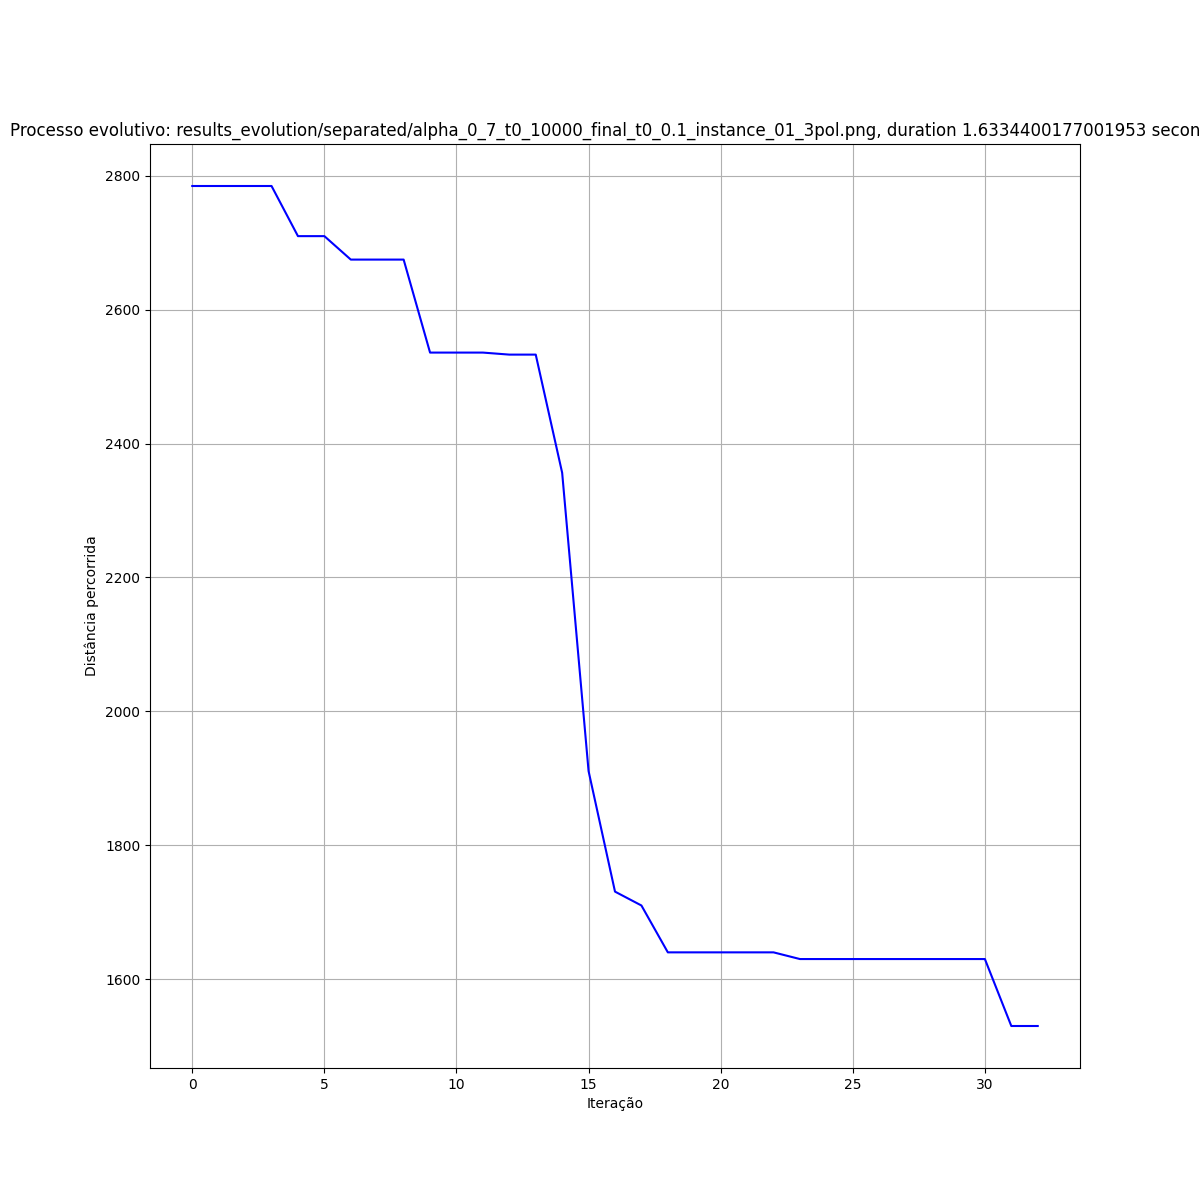 Processo evolutivo: results_evolution/separated/alpha_0_7_t0_10000_final_t0_0.1_instance_01_3pol.png, duration 1.6334400177001953 secon
2800
2600
2400
2200
2000
1800
1600
Distância percorrida
0 5 10 15 20 25 30
Iteração